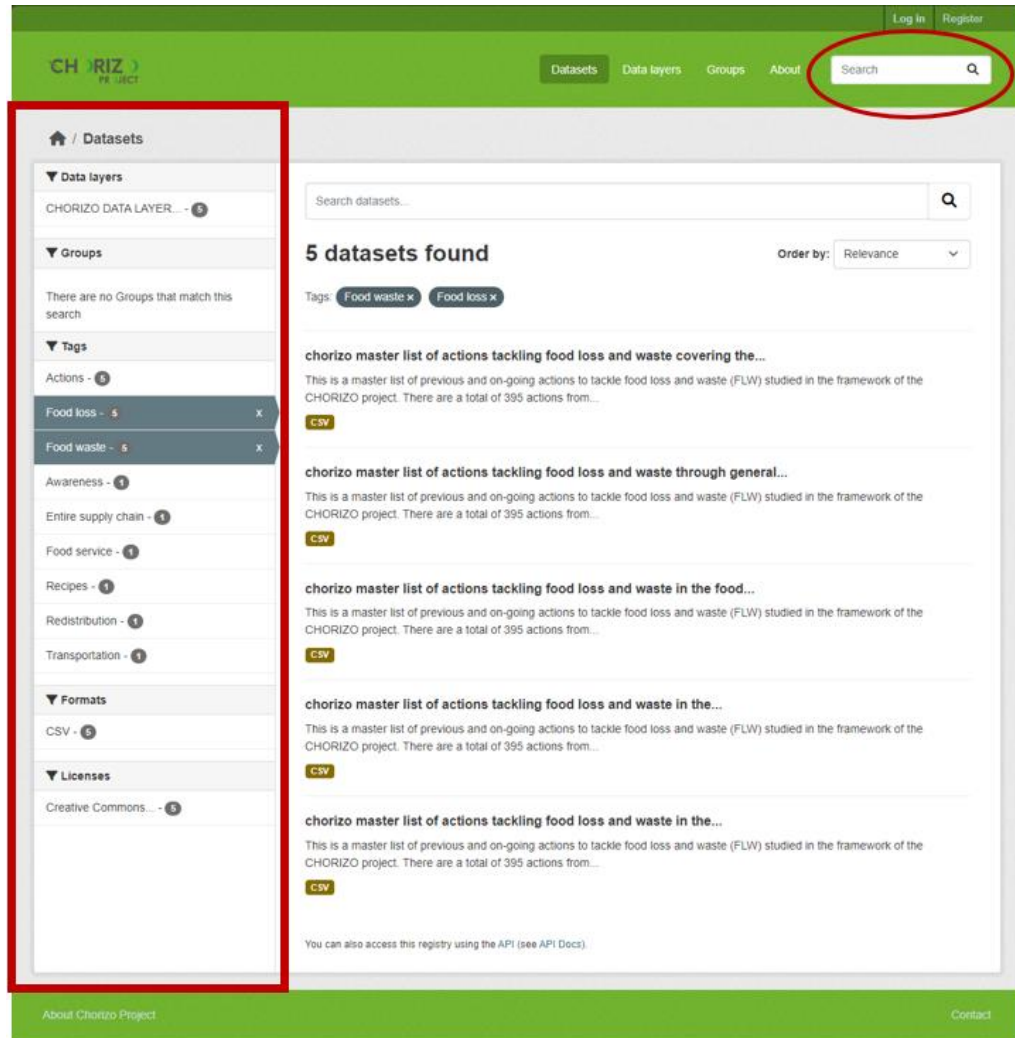 Log in Register
CHORIZO
PROJECT
Datasets Data layers Groups About Search
/ Datasets
Data layers
CHORIZO DATA LAYER... - 5
Groups
There are no Groups that match this
search
Tags
Actions - 5
Food loss - 5 x
Food waste - 5 x
Awareness - 1
Entire supply chain - 1
Food service - 1
Recipes - 1
Redistribution - 1
Transportation - 1
Formats
CSV - 5
Licenses
Creative Commons... - 5
Search datasets...
5 datasets found
Order by: Relevance
Tags: Food waste x Food loss x
chorizo master list of actions tackling food loss and waste covering the...
This is a master list of previous and on-going actions to tackle food loss and waste (FLW) studied in the framework of the
CHORIZO project. There are a total of 395 actions from...
CSV
chorizo master list of actions tackling food loss and waste through general...
This is a master list of previous and on-going actions to tackle food loss and waste (FLW) studied in the framework of the
CHORIZO project. There are a total of 395 actions from...
CSV
chorizo master list of actions tackling food loss and waste in the food...
This is a master list of previous and on-going actions to tackle food loss and waste (FLW) studied in the framework of the
CHORIZO project. There are a total of 395 actions from...
CSV
chorizo master list of actions tackling food loss and waste in the...
This is a master list of previous and on-going actions to tackle food loss and waste (FLW) studied in the framework of the
CHORIZO project. There are a total of 395 actions from...
CSV
chorizo master list of actions tackling food loss and waste in the...
This is a master list of previous and on-going actions to tackle food loss and waste (FLW) studied in the framework of the
CHORIZO project. There are a total of 395 actions from...
CSV
You can also access this registry using the API (see API Docs).
About Chorizo Project Contact